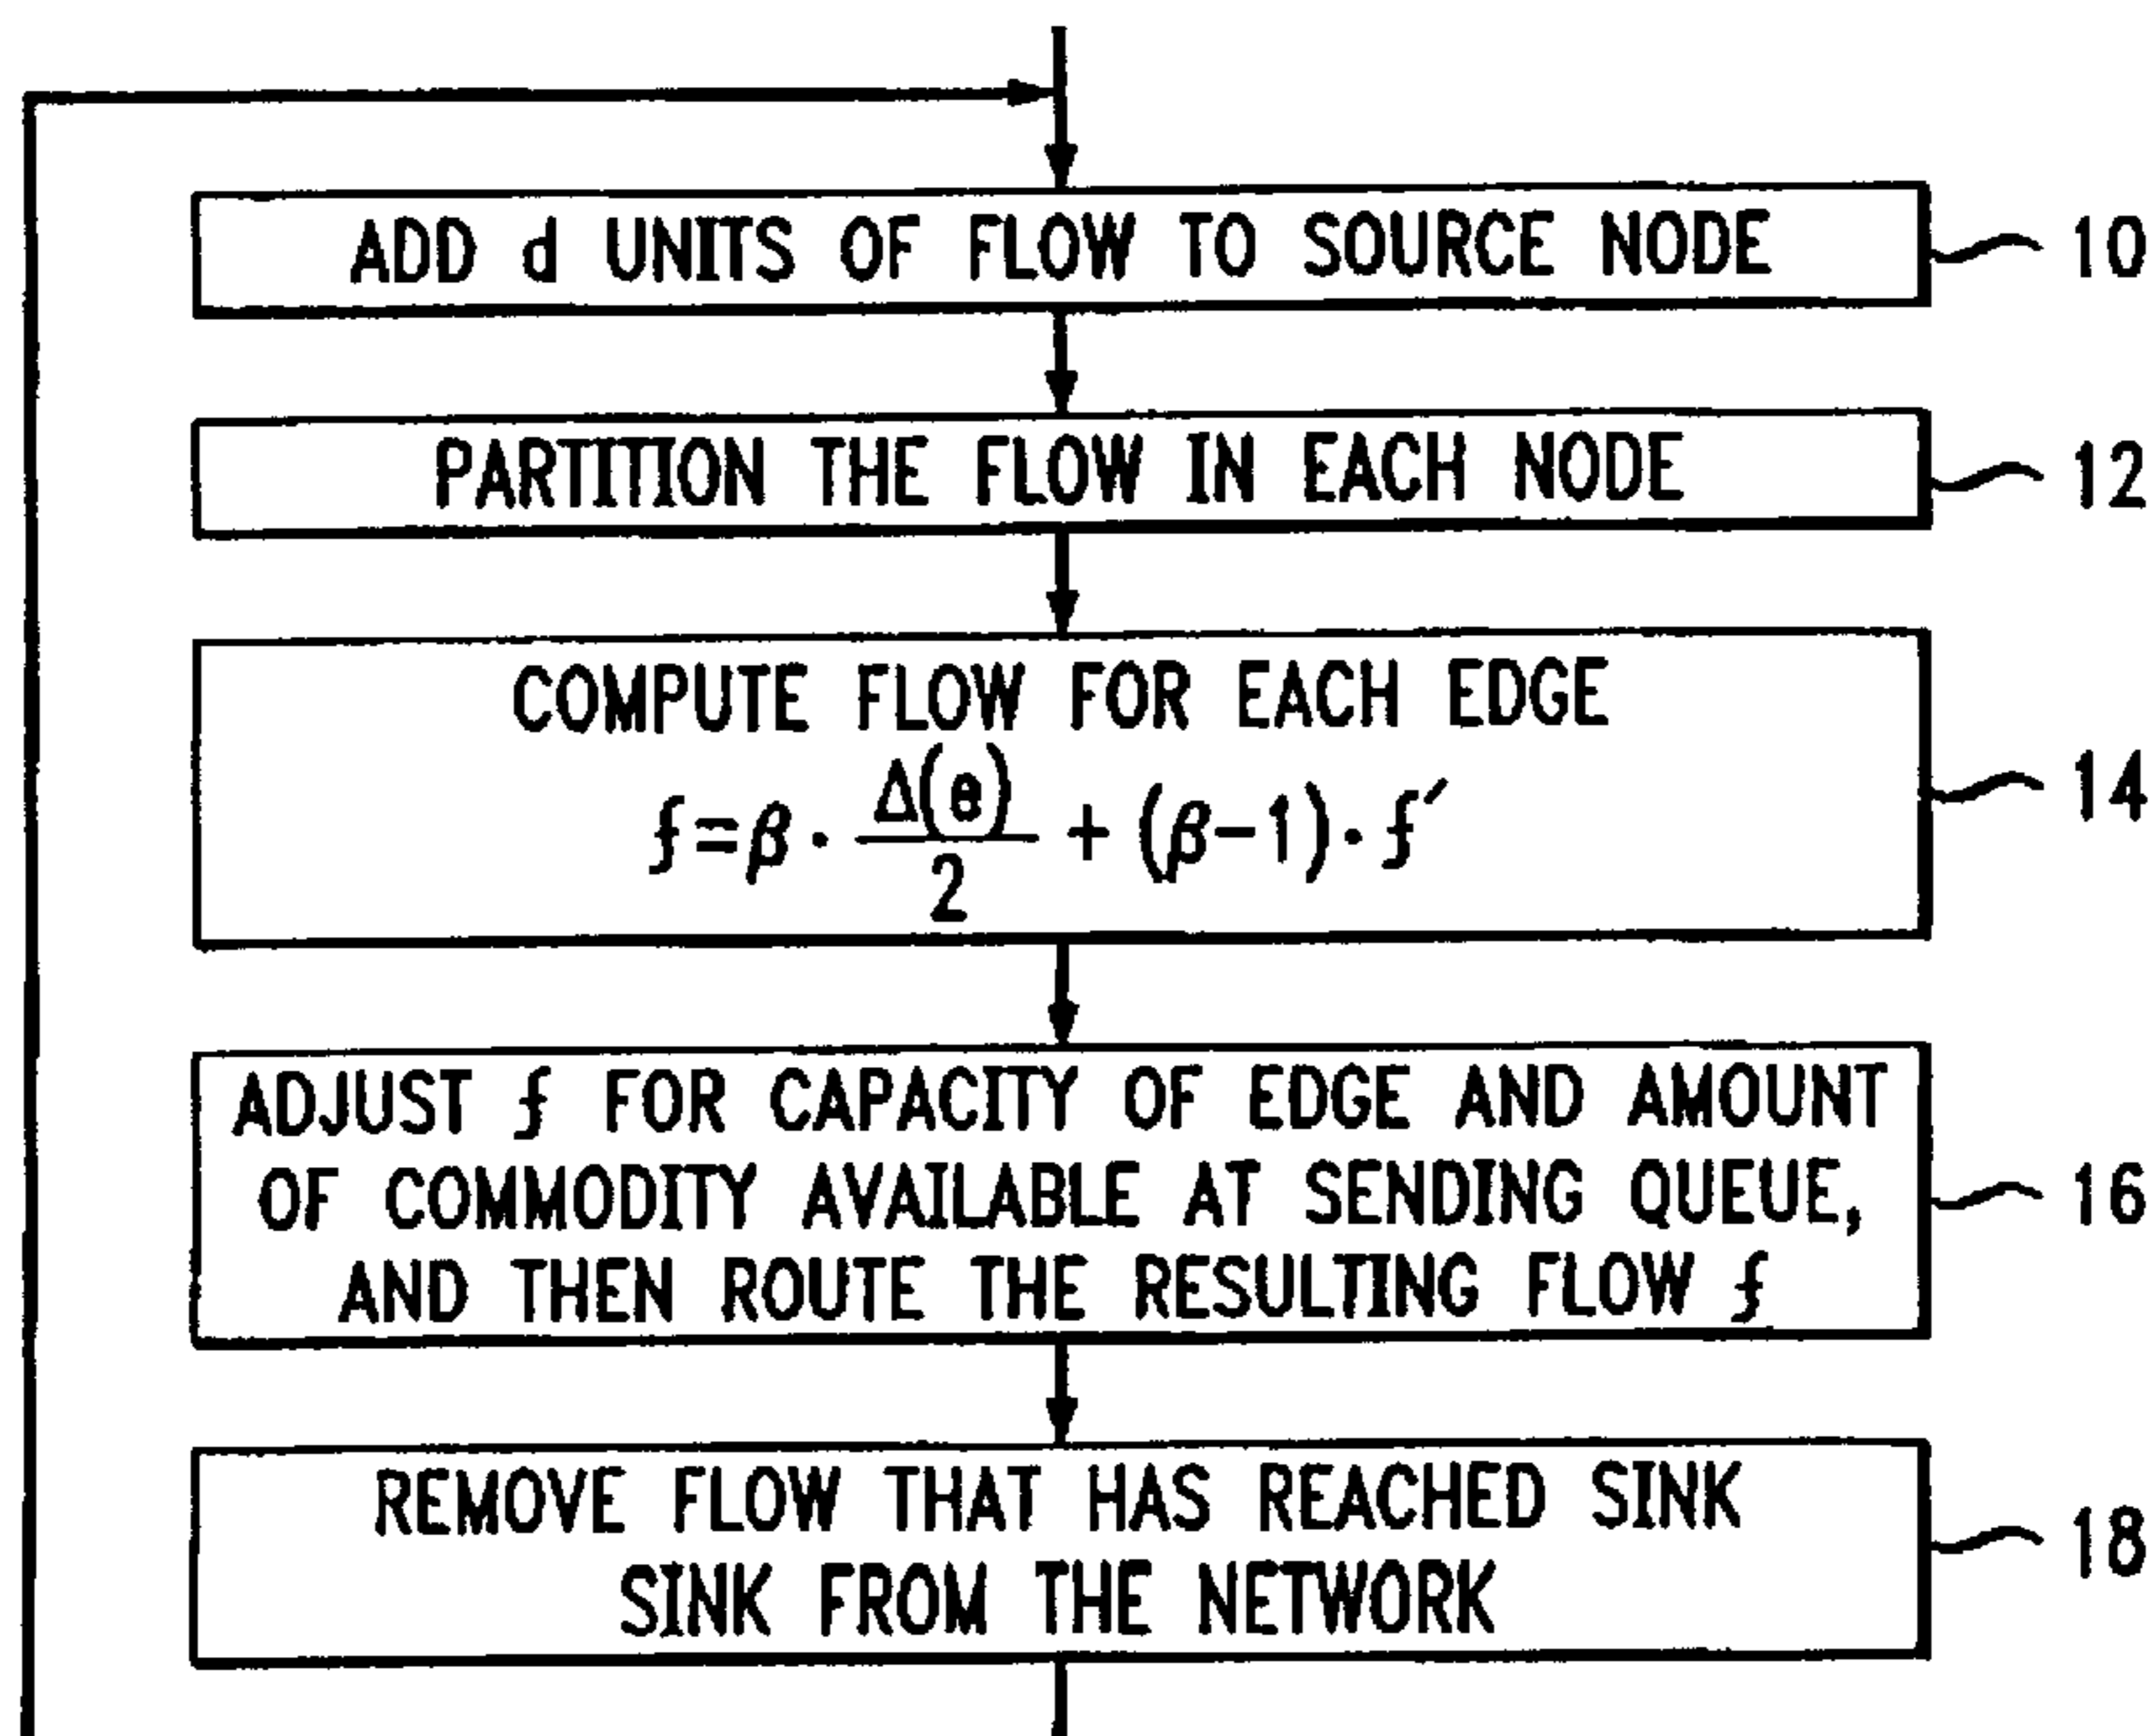 ADD d UNITS OF FLOW TO SOURCE NODE
10
PARTITION THE FLOW IN EACH NODE
12
COMPUTE FLOW FOR EACH EDGE
f=β·Δ(e)/2+(β-1)·f′
14
ADJUST f FOR CAPACITY OF EDGE AND AMOUNT
OF COMMODITY AVAILABLE AT SENDING QUEUE,
AND THEN ROUTE THE RESULTING FLOW f
16
REMOVE FLOW THAT HAS REACHED SINK
SINK FROM THE NETWORK
18